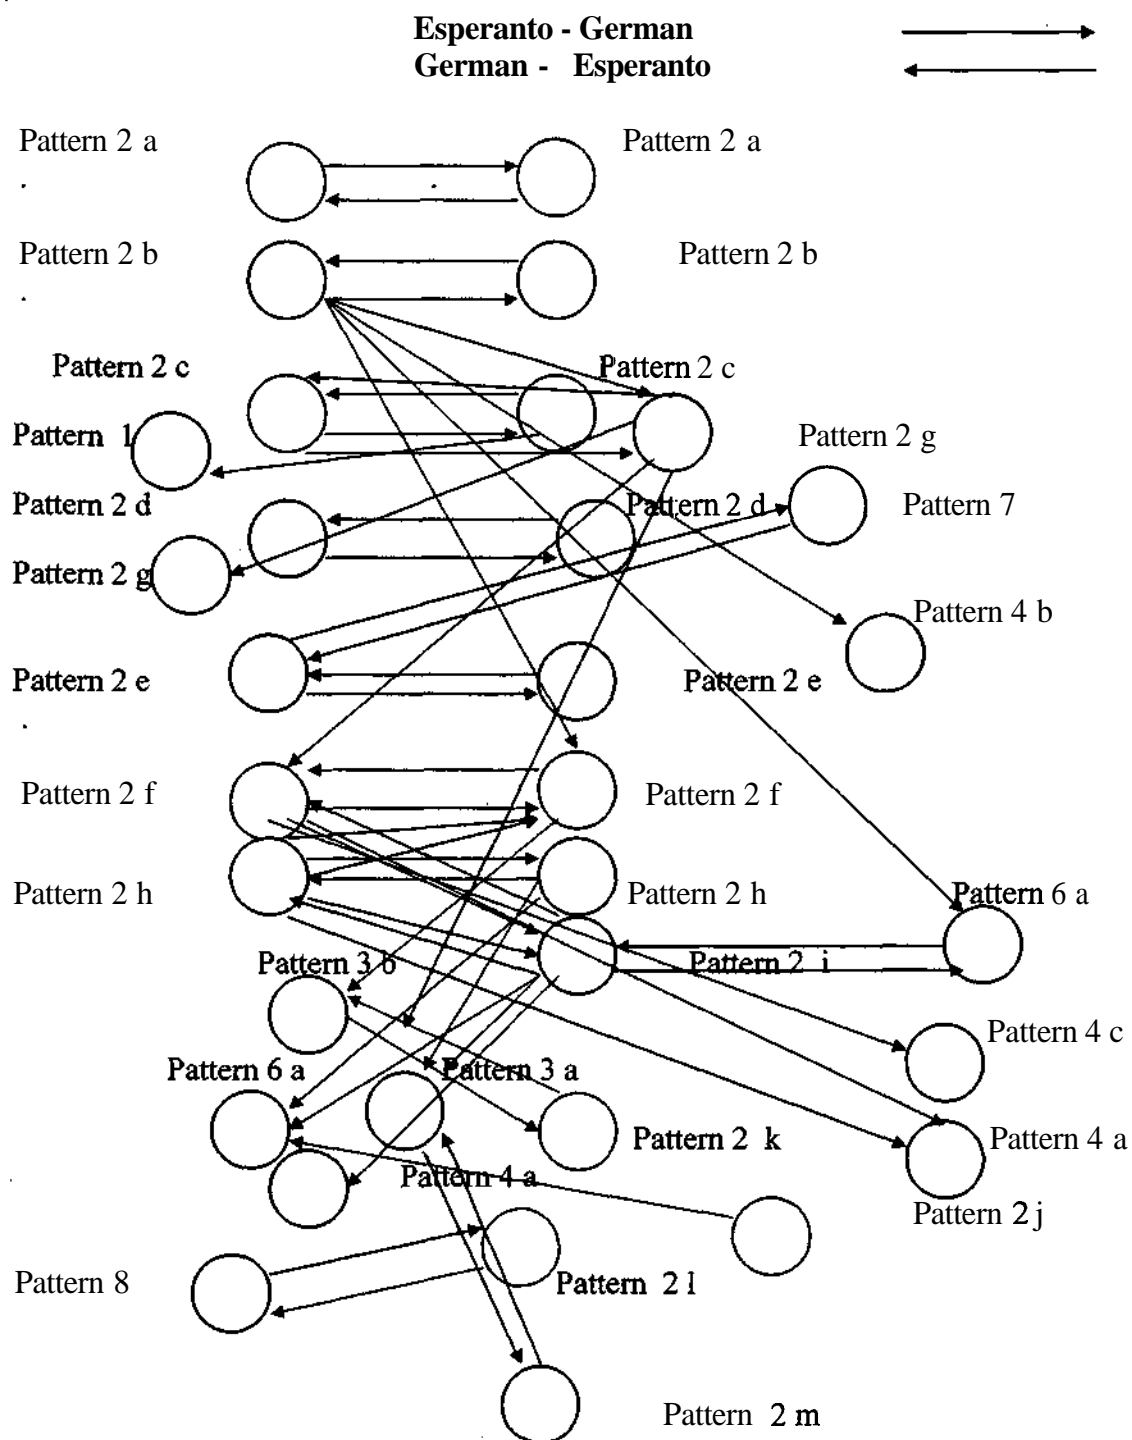 Esperanto - German
German - Esperanto
Pattern 2 a Pattern 2 a
Pattern 2 b Pattern 2 b
Pattern 2 c Pattern 2 c
Pattern 1 Pattern 2 g
Pattern 2 d Pattern 2 d Pattern 7
Pattern 2 g
Pattern 4 b
Pattern 2 e Pattern 2 e
Pattern 2 f Pattern 2 f
Pattern 2 h Pattern 2 h Pattern 6 a
Pattern 3 b Pattern 2 i
Pattern 4 c
Pattern 6 a Pattern 3 a
Pattern 2 k Pattern 4 a
Pattern 4 a
Pattern 2 j
Pattern 8 Pattern 2 l
Pattern 2 m